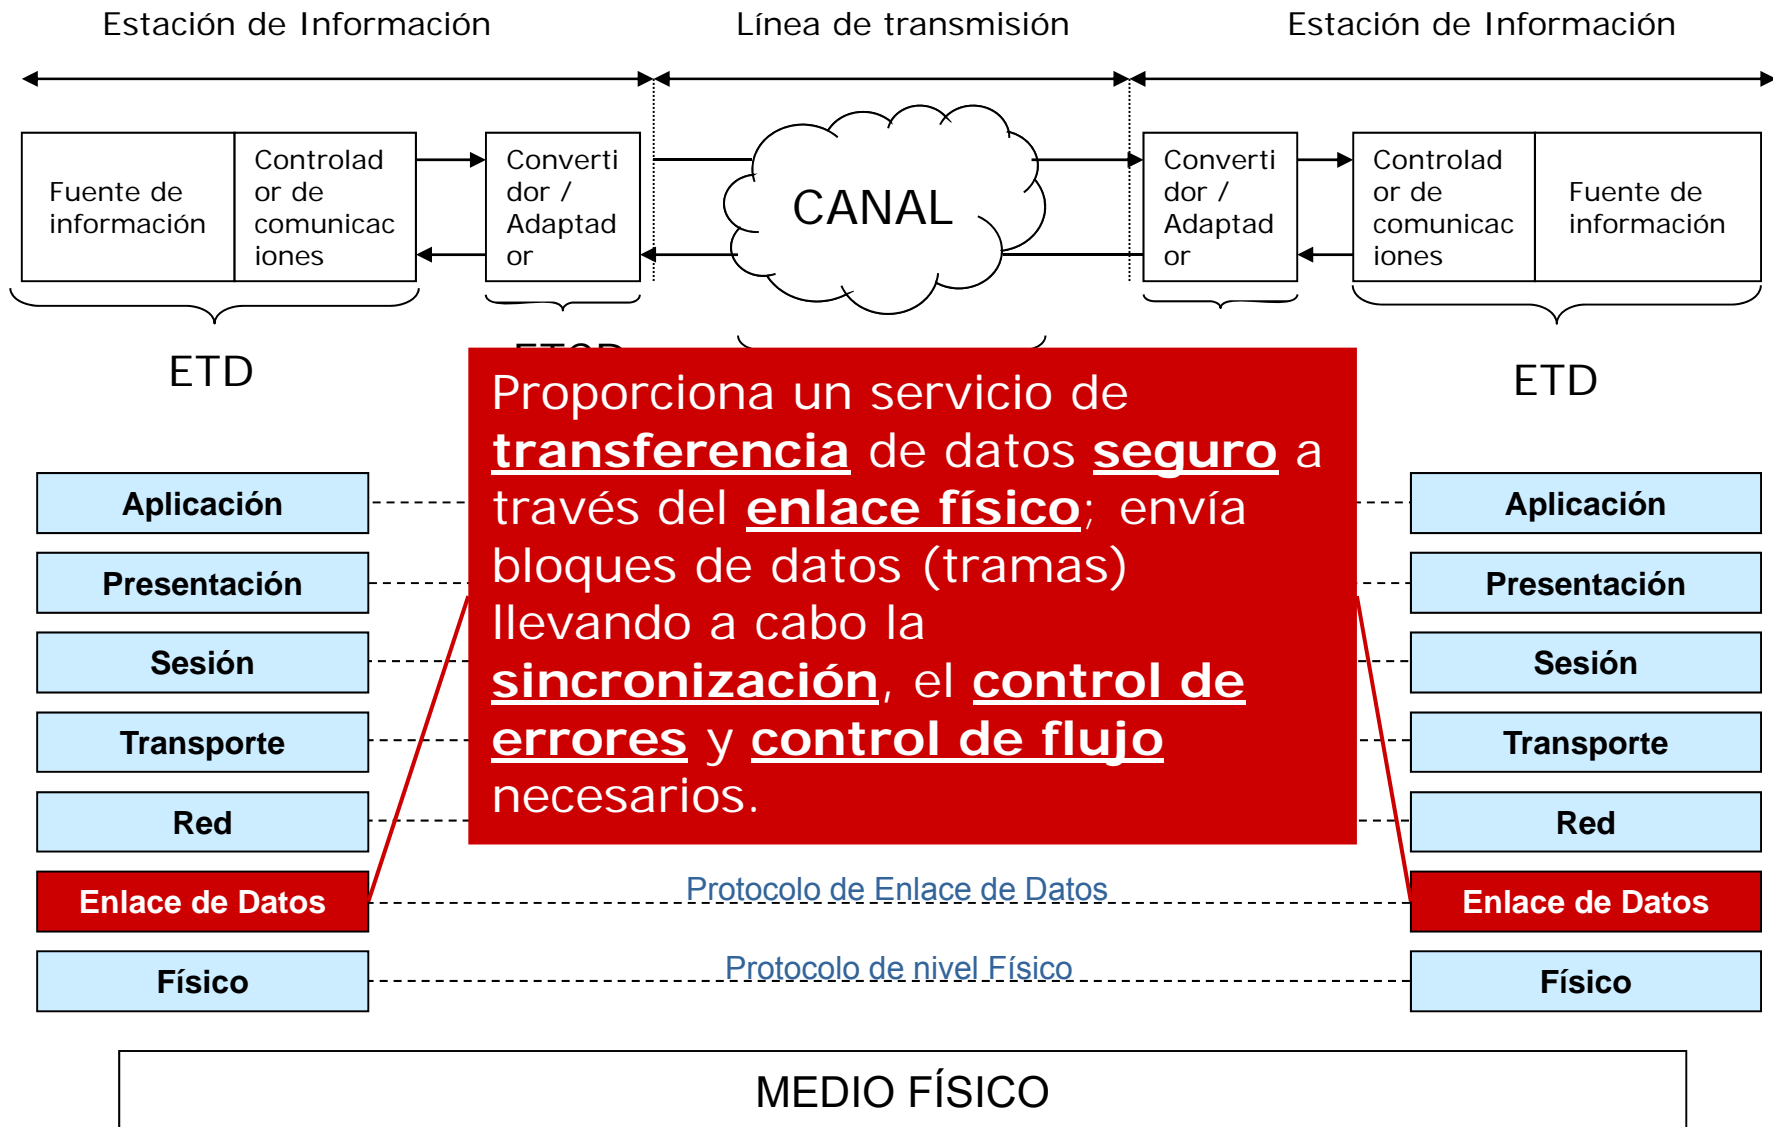 Estación de Información
Línea de transmisión
Estación de Información
Fuente de
información
Controlad
or de
comunicac
iones
Converti
dor /
Adaptad
or
CANAL
Converti
dor /
Adaptad
or
Controlad
or de
comunicac
iones
Fuente de
información
ETD
ETD
Proporciona un servicio de
transferencia de datos seguro a
través del enlace físico; envía
bloques de datos (tramas)
llevando a cabo la
sincronización, el control de
errores y control de flujo
necesarios.
Aplicación
Aplicación
Presentación
Presentación
Sesión
Sesión
Transporte
Transporte
Red
Red
Enlace de Datos
Protocolo de Enlace de Datos
Enlace de Datos
Físico
Protocolo de nivel Físico
Físico
MEDIO FÍSICO